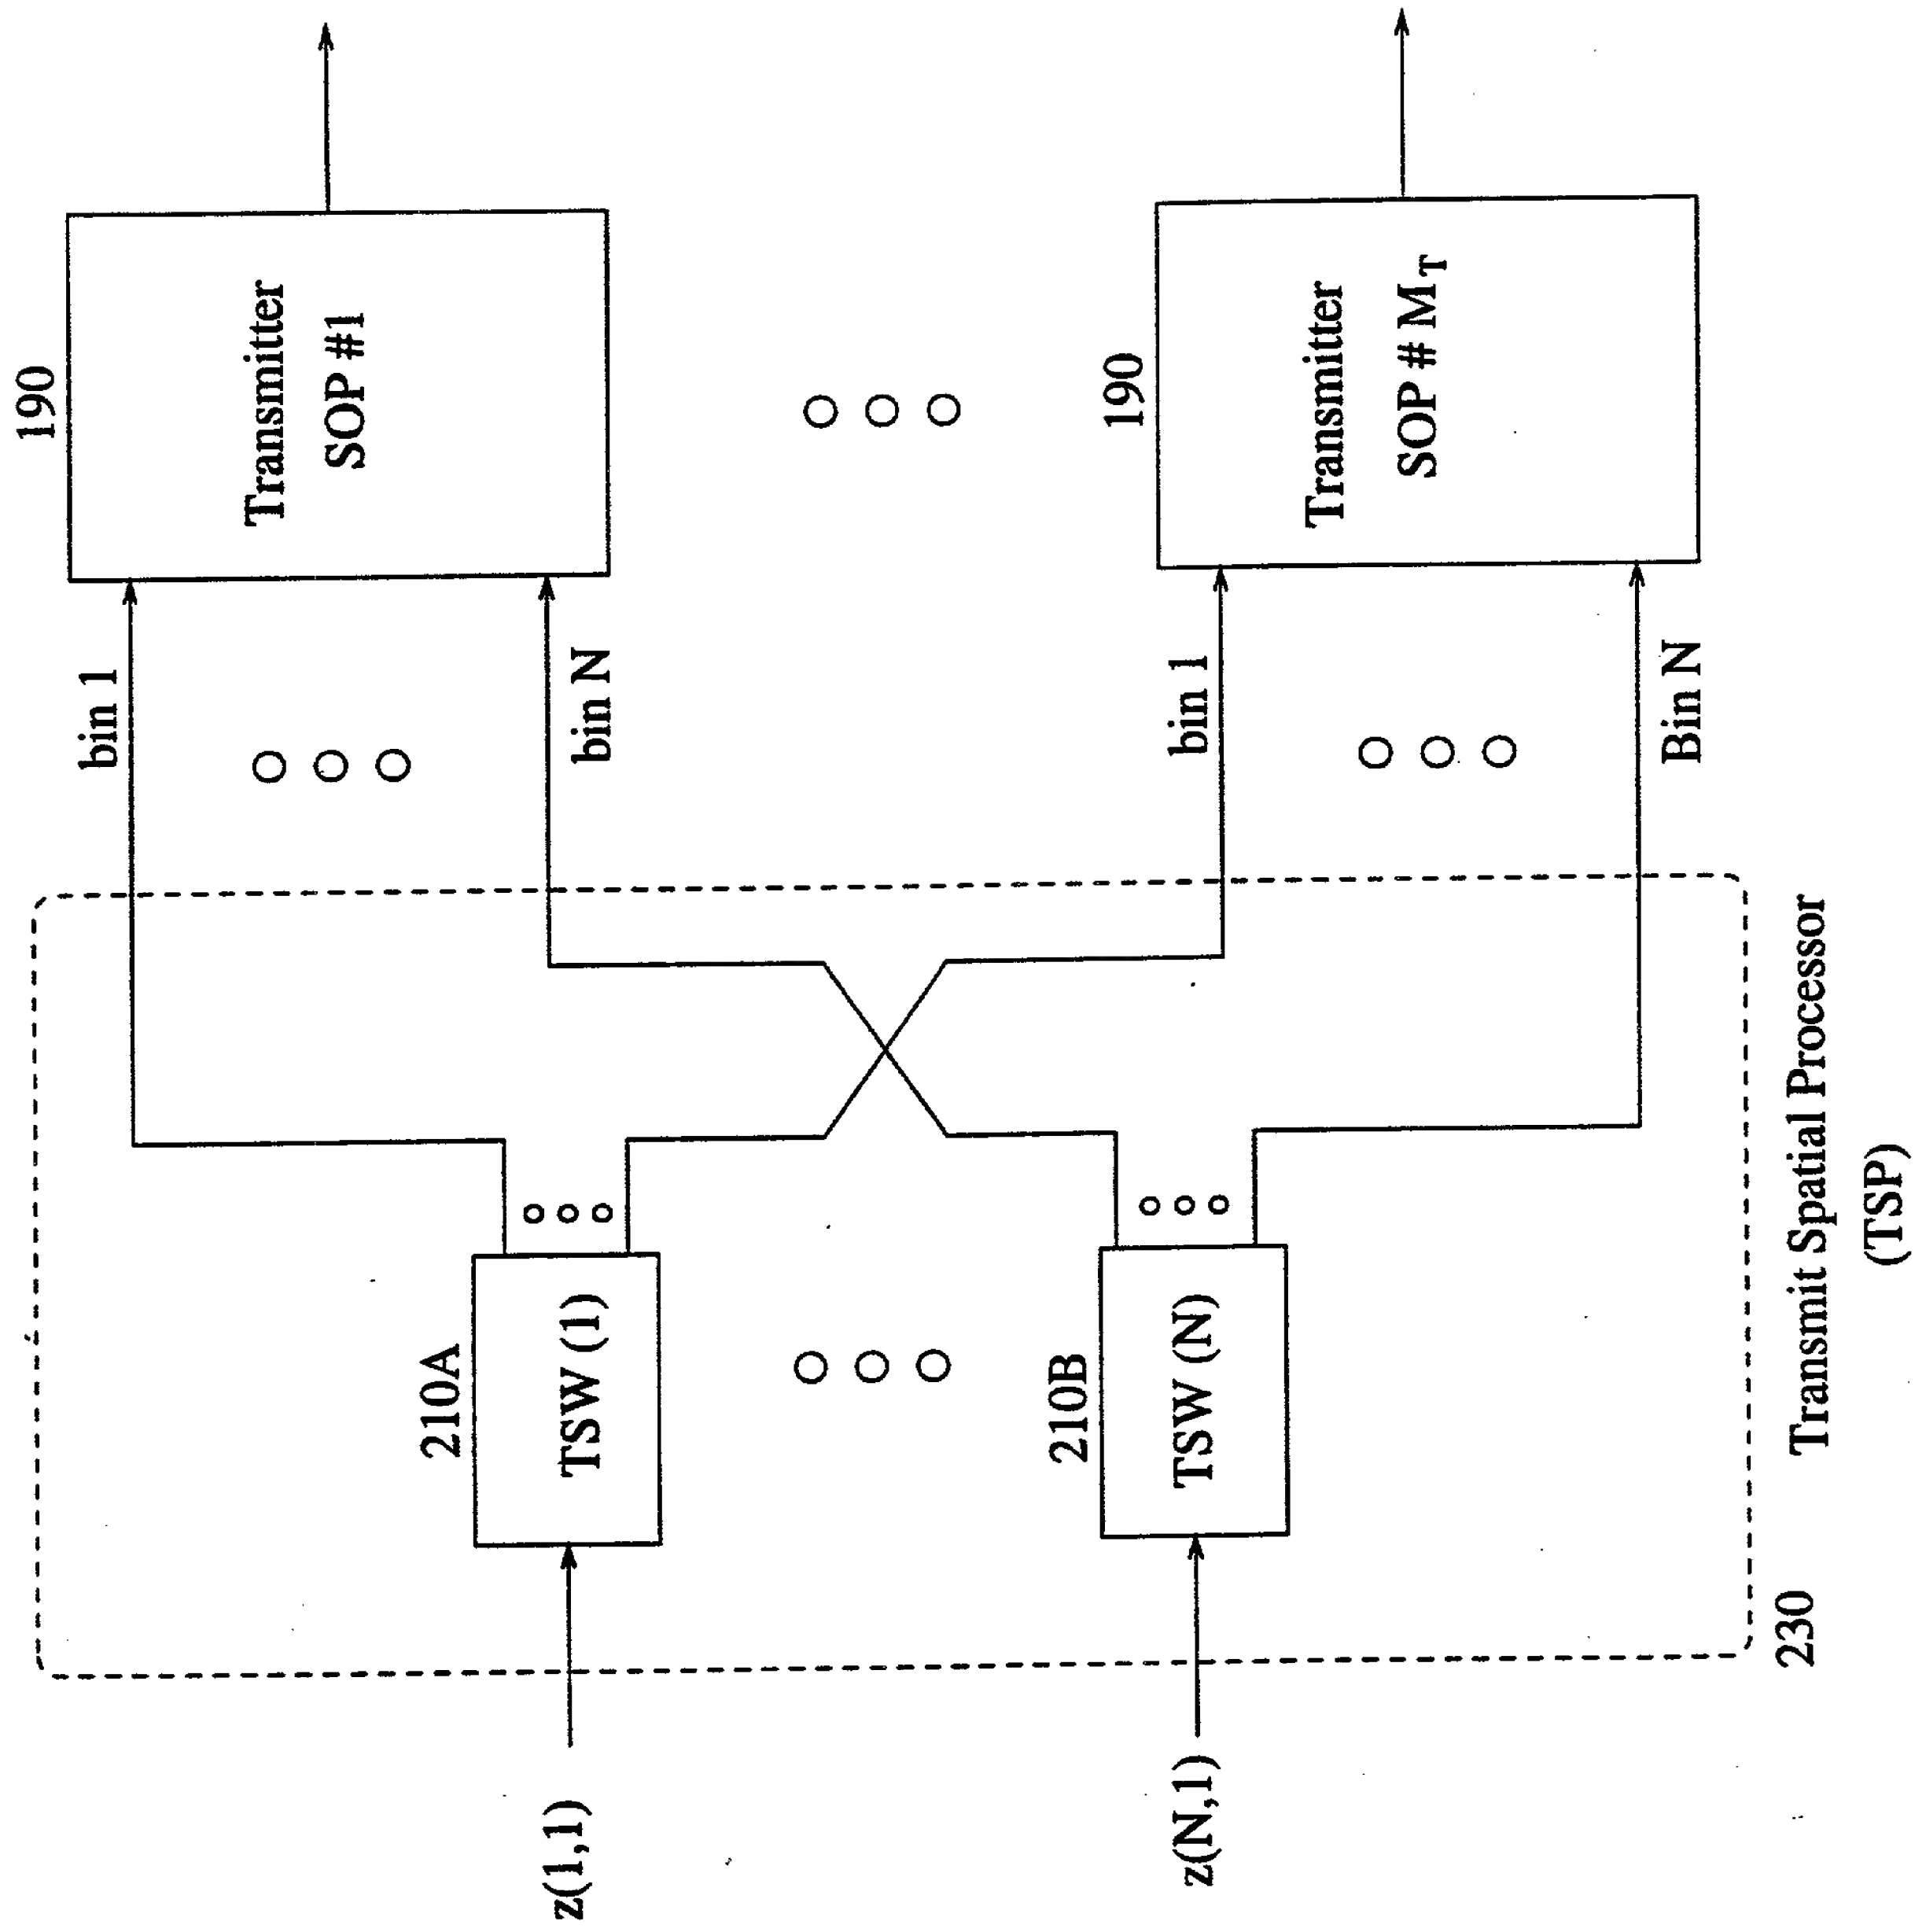 190
Transmitter
SOP #1
bin 1
bin N
190
Transmitter
SOP # M T
bin 1
Bin N
210A
TSW (1)
210B
TSW (N)
z(1,1)
z(N,1)
230
Transmit Spatial Processor
(TSP)